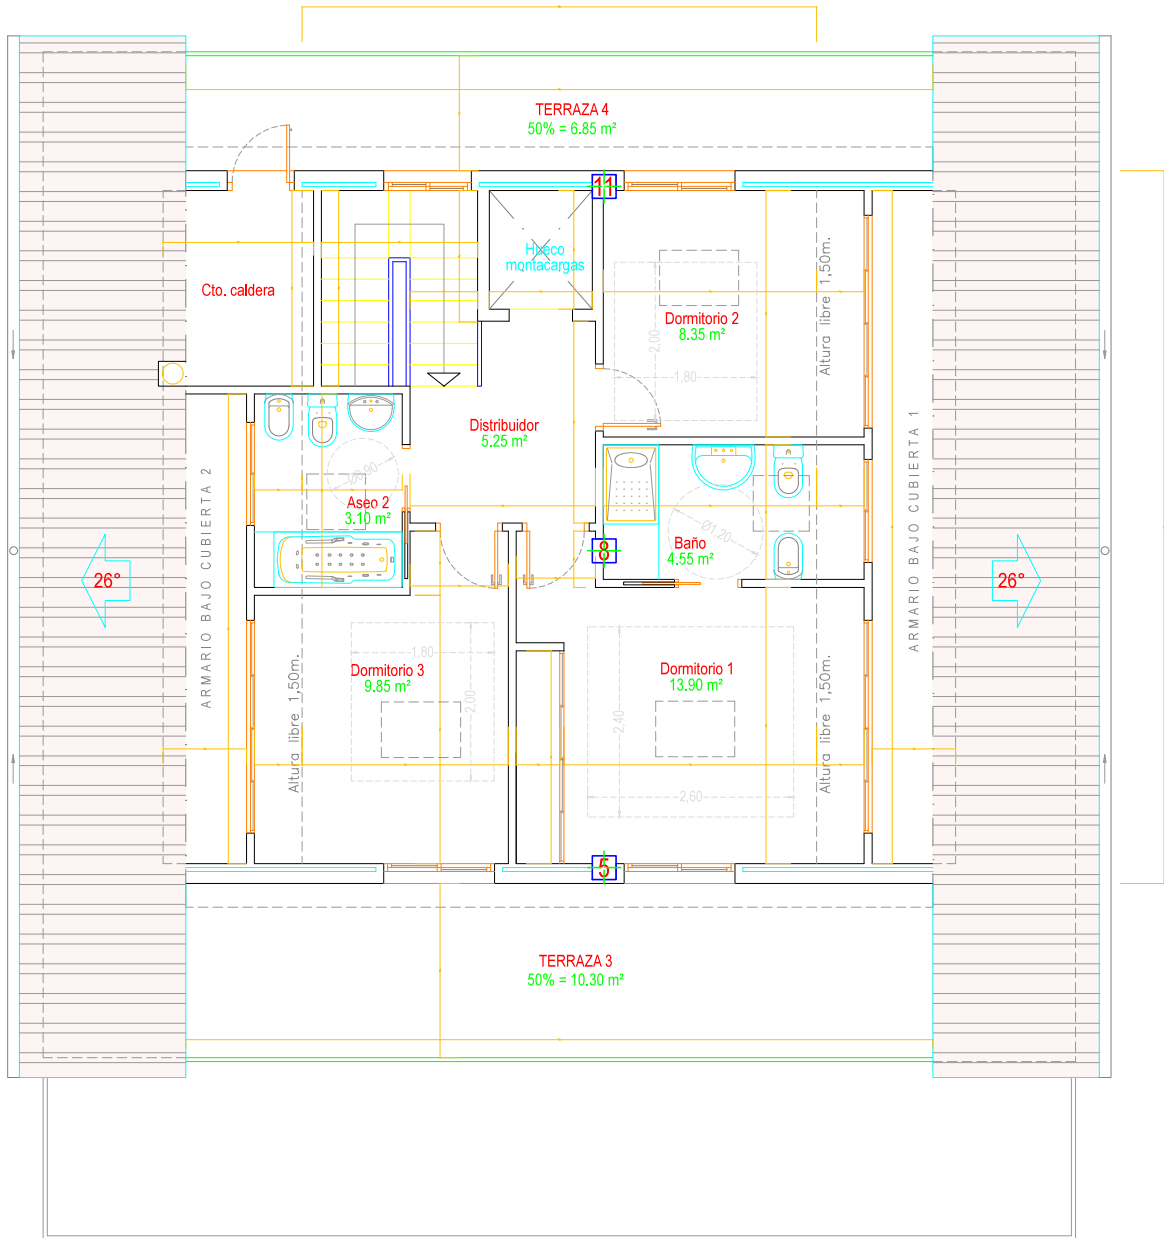 TERRAZA 4
50% = 6.85 m²
11
Hueco
montacargas
Cto. caldera
Dormitorio 2
8.35 m²
2,00
1,80
Altura libre 1,50m.
Distribuidor
5.25 m²
ARMARIO BAJO CUBIERTA 1
ARMARIO BAJO CUBIERTA 2
Ø0,90
Aseo 2
3.10 m²
Ø1,20
Baño
4.55 m²
8
26°
26°
Dormitorio 3
9.85 m²
1,80
2,00
Altura libre 1,50m.
Dormitorio 1
13.90 m²
2,40
2,60
Altura libre 1,50m.
5
TERRAZA 3
50% = 10.30 m²